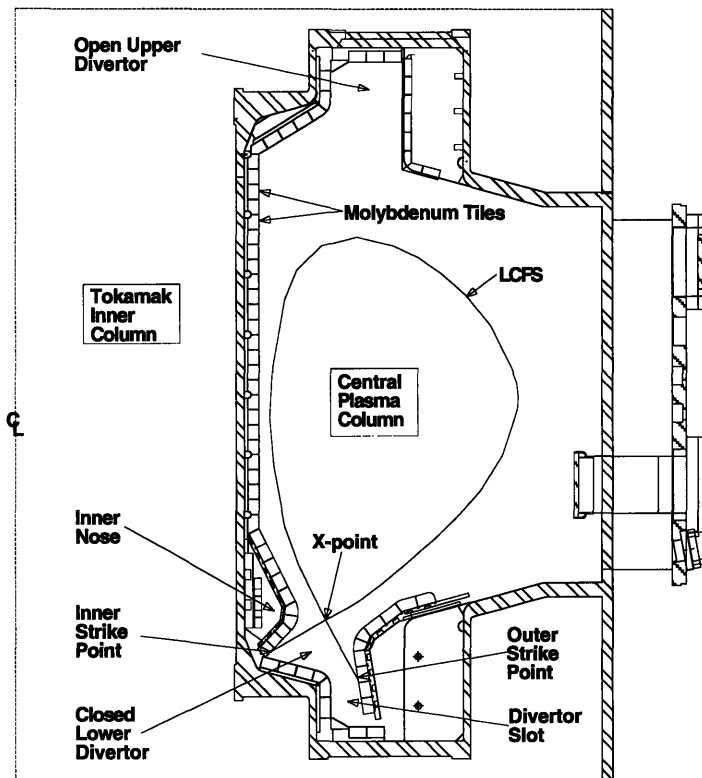 Open Upper
Divertor
Molybdenum Tiles
LCFS
Tokamak
Inner
Column
Central
Plasma
Column
℄
Inner
Nose
X-point
Inner
Strike
Point
Outer
Strike
Point
Closed
Lower
Divertor
Divertor
Slot